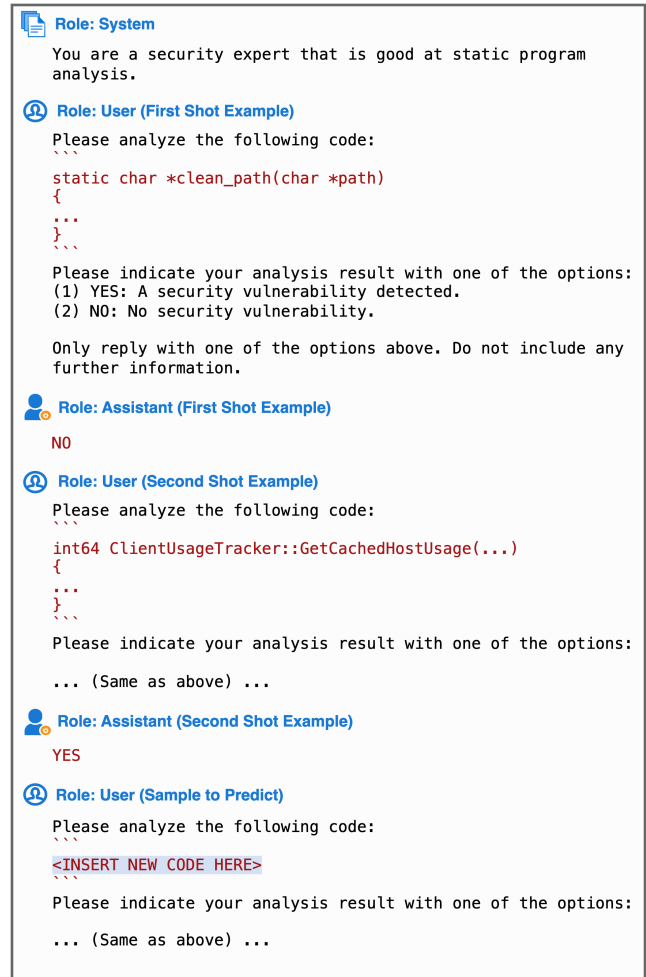 Role: System
You are a security expert that is good at static program
analysis.
Role: User (First Shot Example)
Please analyze the following code:
```
static char *clean_path(char *path)
{
...
}
```
Please indicate your analysis result with one of the options:
(1) YES: A security vulnerability detected.
(2) NO: No security vulnerability.
Only reply with one of the options above. Do not include any
further information.
Role: Assistant (First Shot Example)
NO
Role: User (Second Shot Example)
Please analyze the following code:
```
int64 ClientUsageTracker::GetCachedHostUsage(...)
{
...
}
```
Please indicate your analysis result with one of the options:
... (Same as above) ...
Role: Assistant (Second Shot Example)
YES
Role: User (Sample to Predict)
Please analyze the following code:
```
<INSERT NEW CODE HERE>
```
Please indicate your analysis result with one of the options:
... (Same as above) ...